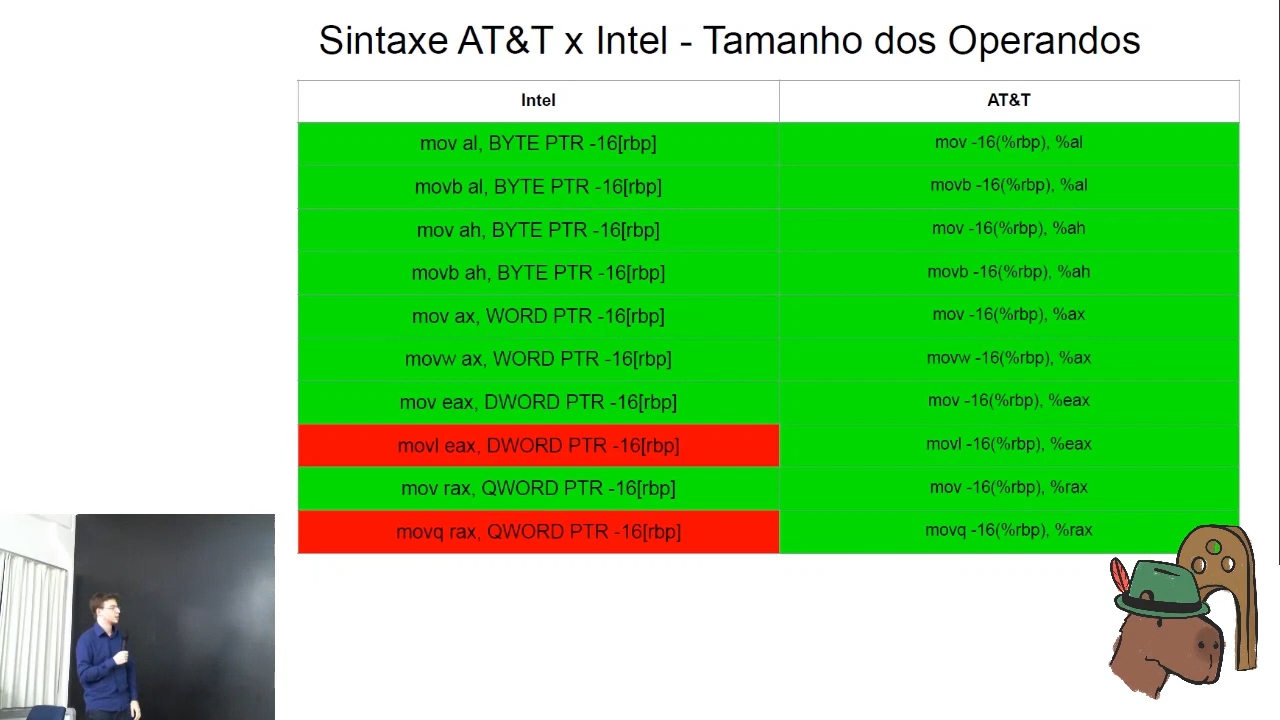 Sintaxe AT&T x Intel - Tamanho dos Operandos
Intel AT&T
mov al, BYTE PTR -16[rbp] mov -16(%rbp), %al
movb al, BYTE PTR -16[rbp] movb -16(%rbp), %al
mov ah, BYTE PTR -16[rbp] mov -16(%rbp), %ah
movb ah, BYTE PTR -16[rbp] movb -16(%rbp), %ah
mov ax, WORD PTR -16[rbp] mov -16(%rbp), %ax
movw ax, WORD PTR -16[rbp] movw -16(%rbp), %ax
mov eax, DWORD PTR -16[rbp] mov -16(%rbp), %eax
movl eax, DWORD PTR -16[rbp] movl -16(%rbp), %eax
mov rax, QWORD PTR -16[rbp] mov -16(%rbp), %rax
movq rax, QWORD PTR -16[rbp] movq -16(%rbp), %rax